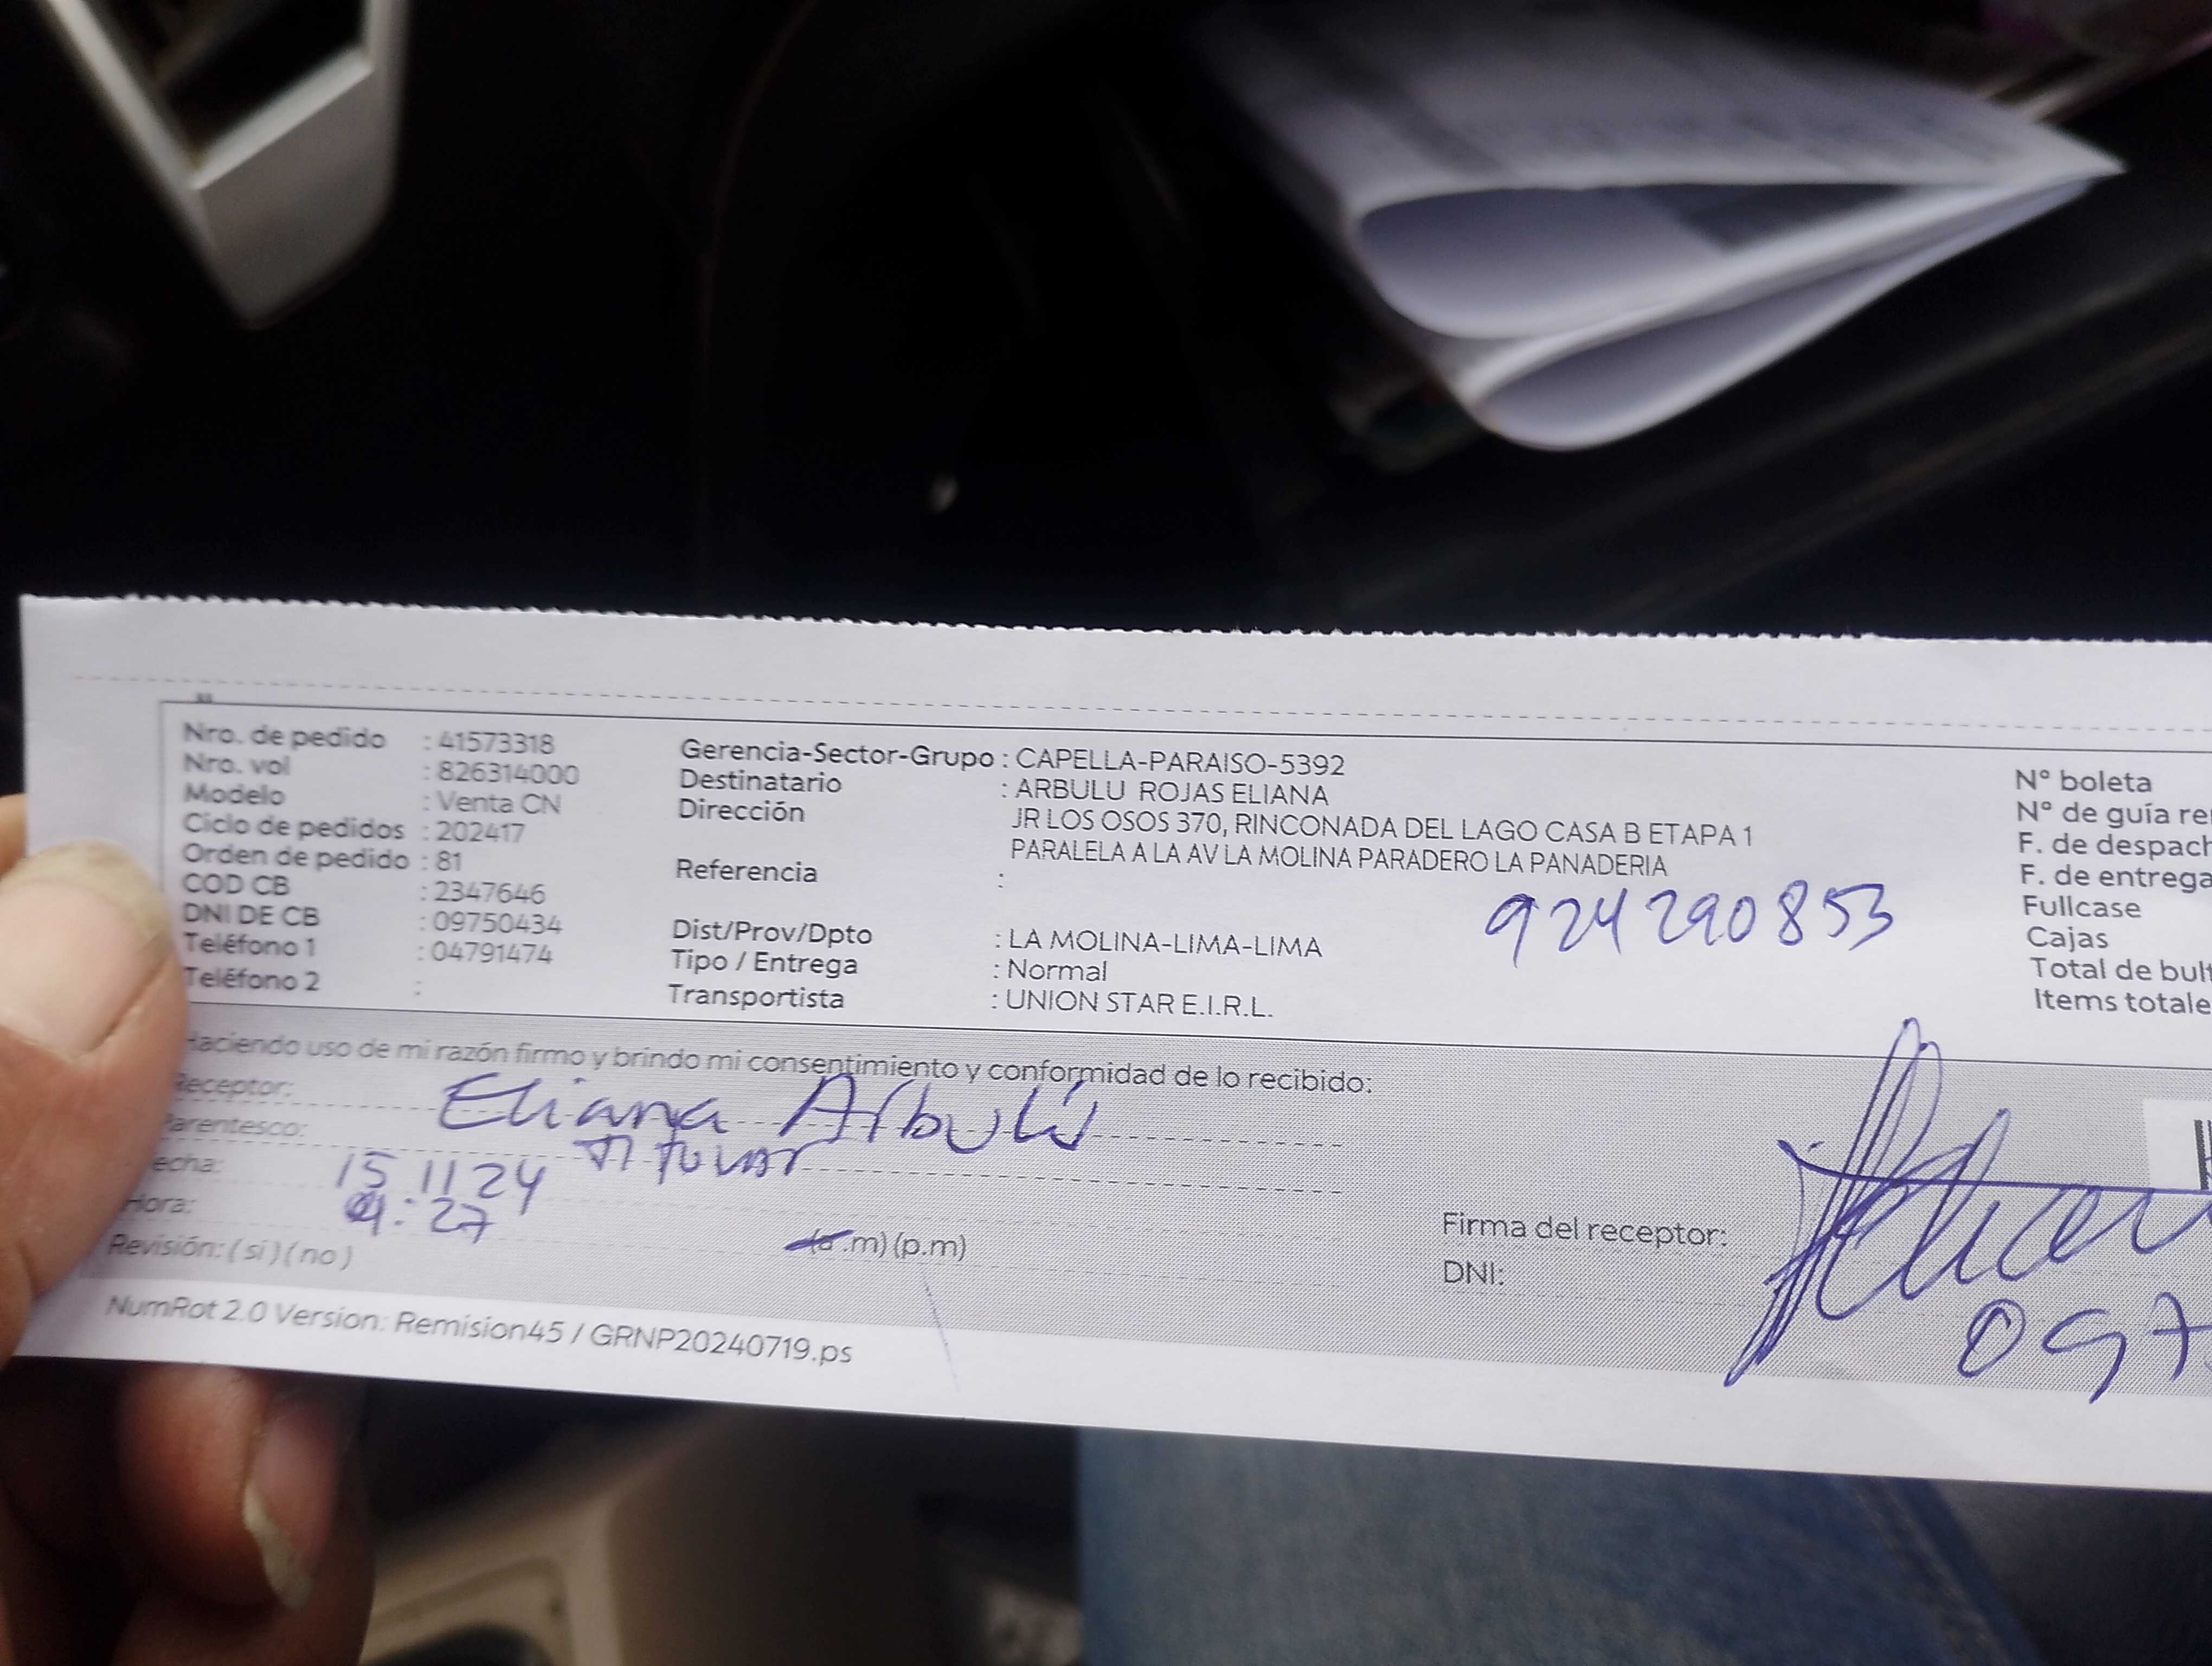 Nro. de pedido : 41573318
Nro. vol : 826314000
Modelo : Venta CN
Ciclo de pedidos : 202417
Orden de pedido : 81
COD CB : 2347646
DNI DE CB : 09750434
Teléfono 1 : 04791474
Teléfono 2 :
Gerencia-Sector-Grupo : CAPELLA-PARAISO-5392
Destinatario : ARBULU ROJAS ELIANA
Dirección JR LOS OSOS 370, RINCONADA DEL LAGO CASA B ETAPA 1
PARALELA A LA AV LA MOLINA PARADERO LA PANADERIA
Referencia :
924290853
Dist/Prov/Dpto : LA MOLINA-LIMA-LIMA
Tipo / Entrega : Normal
Transportista : UNION STAR E.I.R.L.
N° boleta
N° de guía re
F. de despach
F. de entrega
Fullcase
Cajas
Total de bult
Items totale
Haciendo uso de mi razón firmo y brindo mi consentimiento y conformidad de lo recibido:
Receptor: Eliana Arbulú
Parentesco: Titular
echa: 15 11 24
Hora: 4:27 (a.m) (p.m)
Revisión: ( si ) ( no )
Firma del receptor:
DNI: 097
NumRot 2.0 Version: Remision45 / GRNP20240719.ps